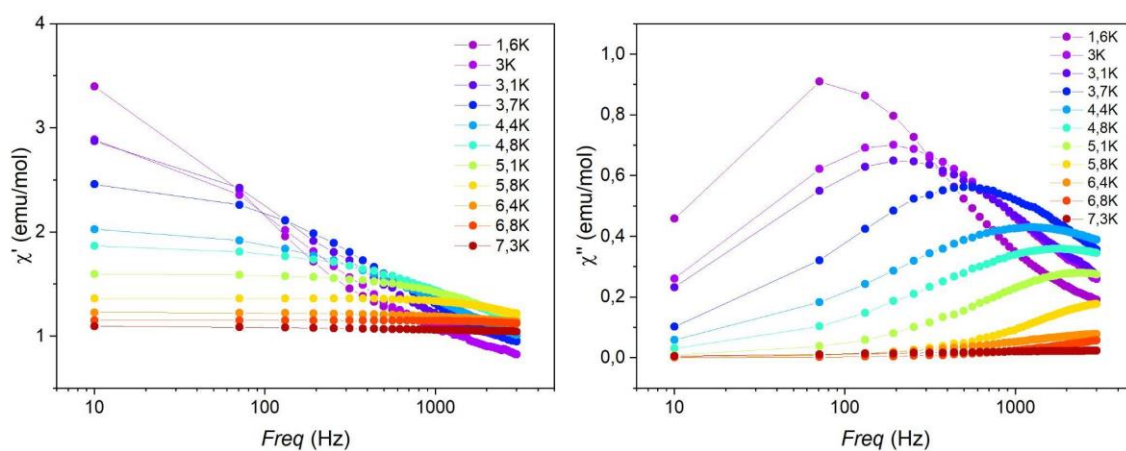 4
3
2
1
χ' (emu/mol)
10
100
1000
Freq (Hz)
1,6K
3K
3,1K
3,7K
4,4K
4,8K
5,1K
5,8K
6,4K
6,8K
7,3K
1,0
0,8
0,6
0,4
0,2
0,0
χ" (emu/mol)
10
100
1000
Freq (Hz)
1,6K
3K
3,1K
3,7K
4,4K
4,8K
5,1K
5,8K
6,4K
6,8K
7,3K